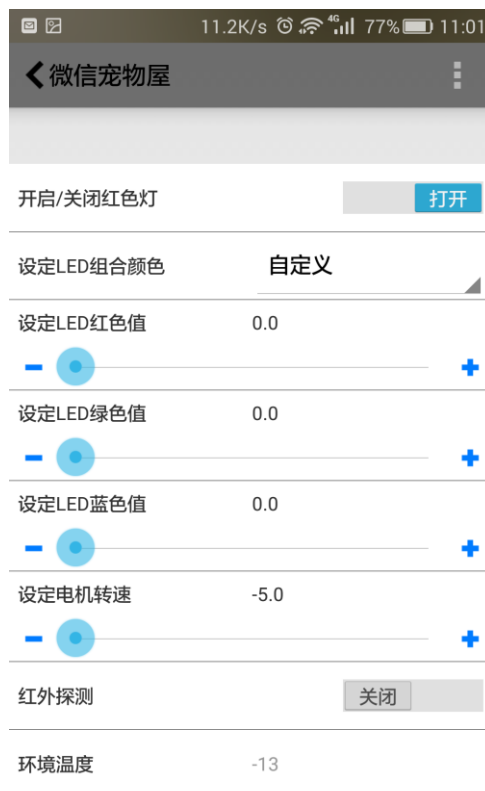 11.2K/s 4G 77% 11:01
微信宠物屋
开启/关闭红色灯 打开
设定LED组合颜色 自定义
设定LED红色值 0.0
设定LED绿色值 0.0
设定LED蓝色值 0.0
设定电机转速 -5.0
红外探测 关闭
环境温度 -13